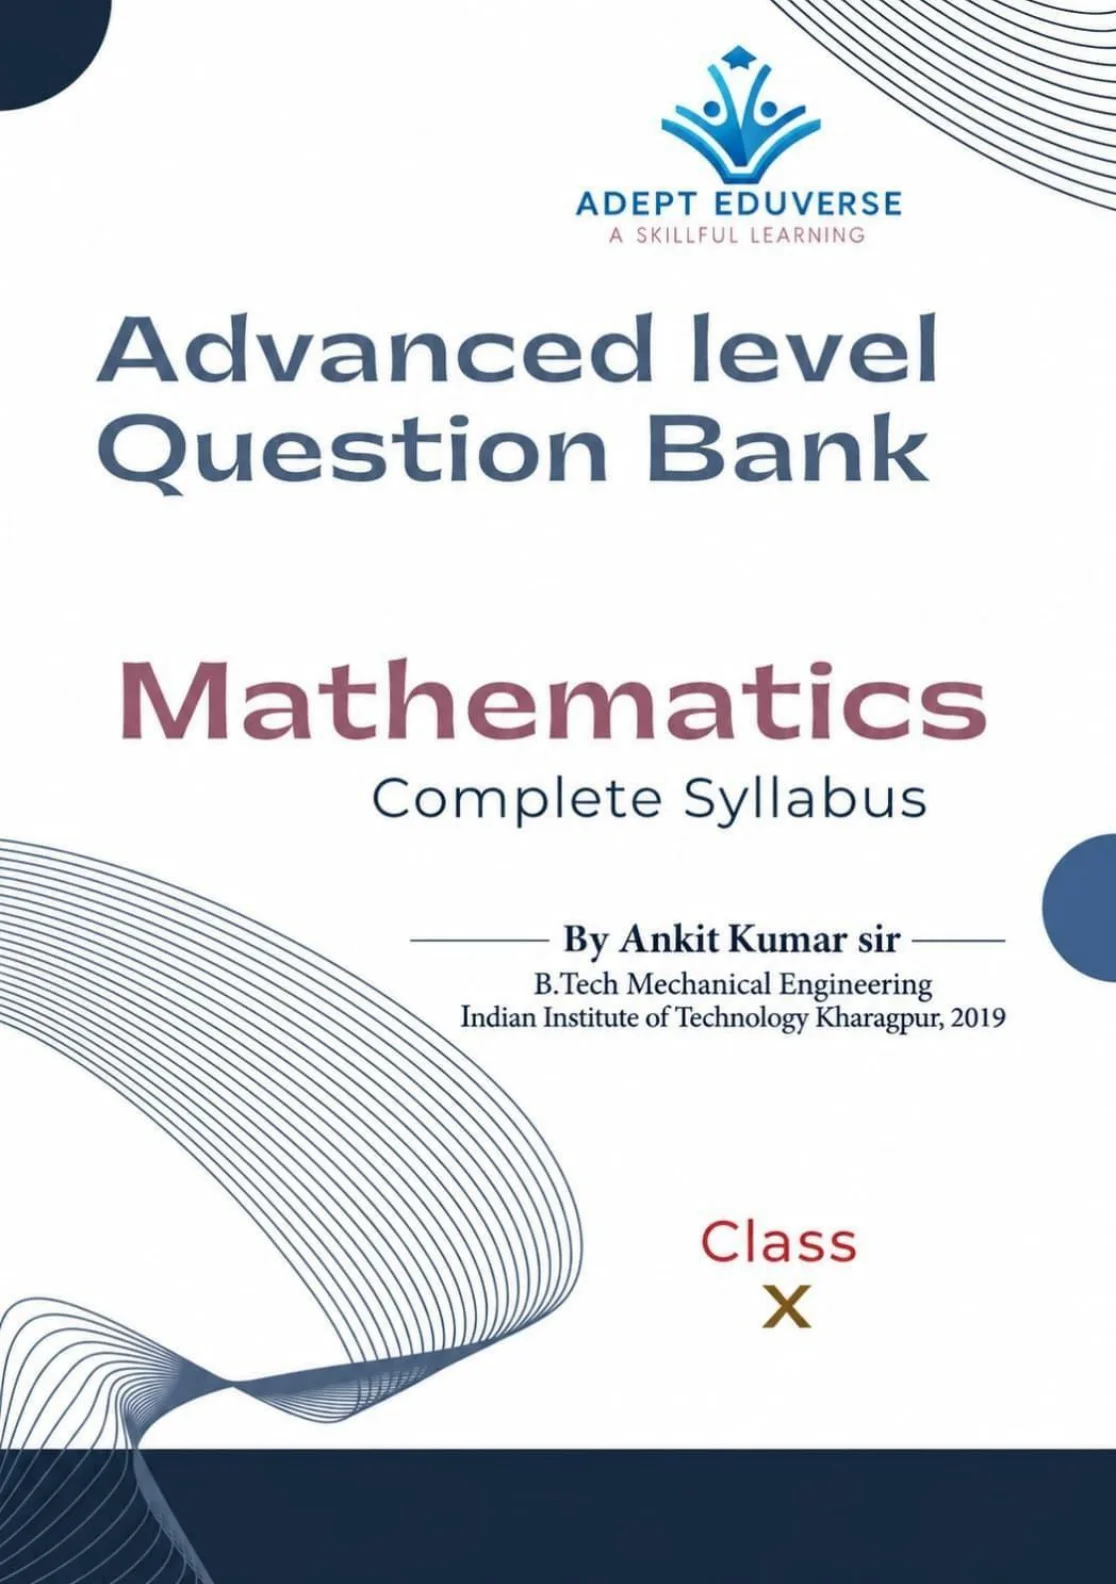 ADEPT EDUVERSE
A SKILLFUL LEARNING
Advanced level
Question Bank
Mathematics
Complete Syllabus
By Ankit Kumar sir
B.Tech Mechanical Engineering
Indian Institute of Technology Kharagpur, 2019
Class
X